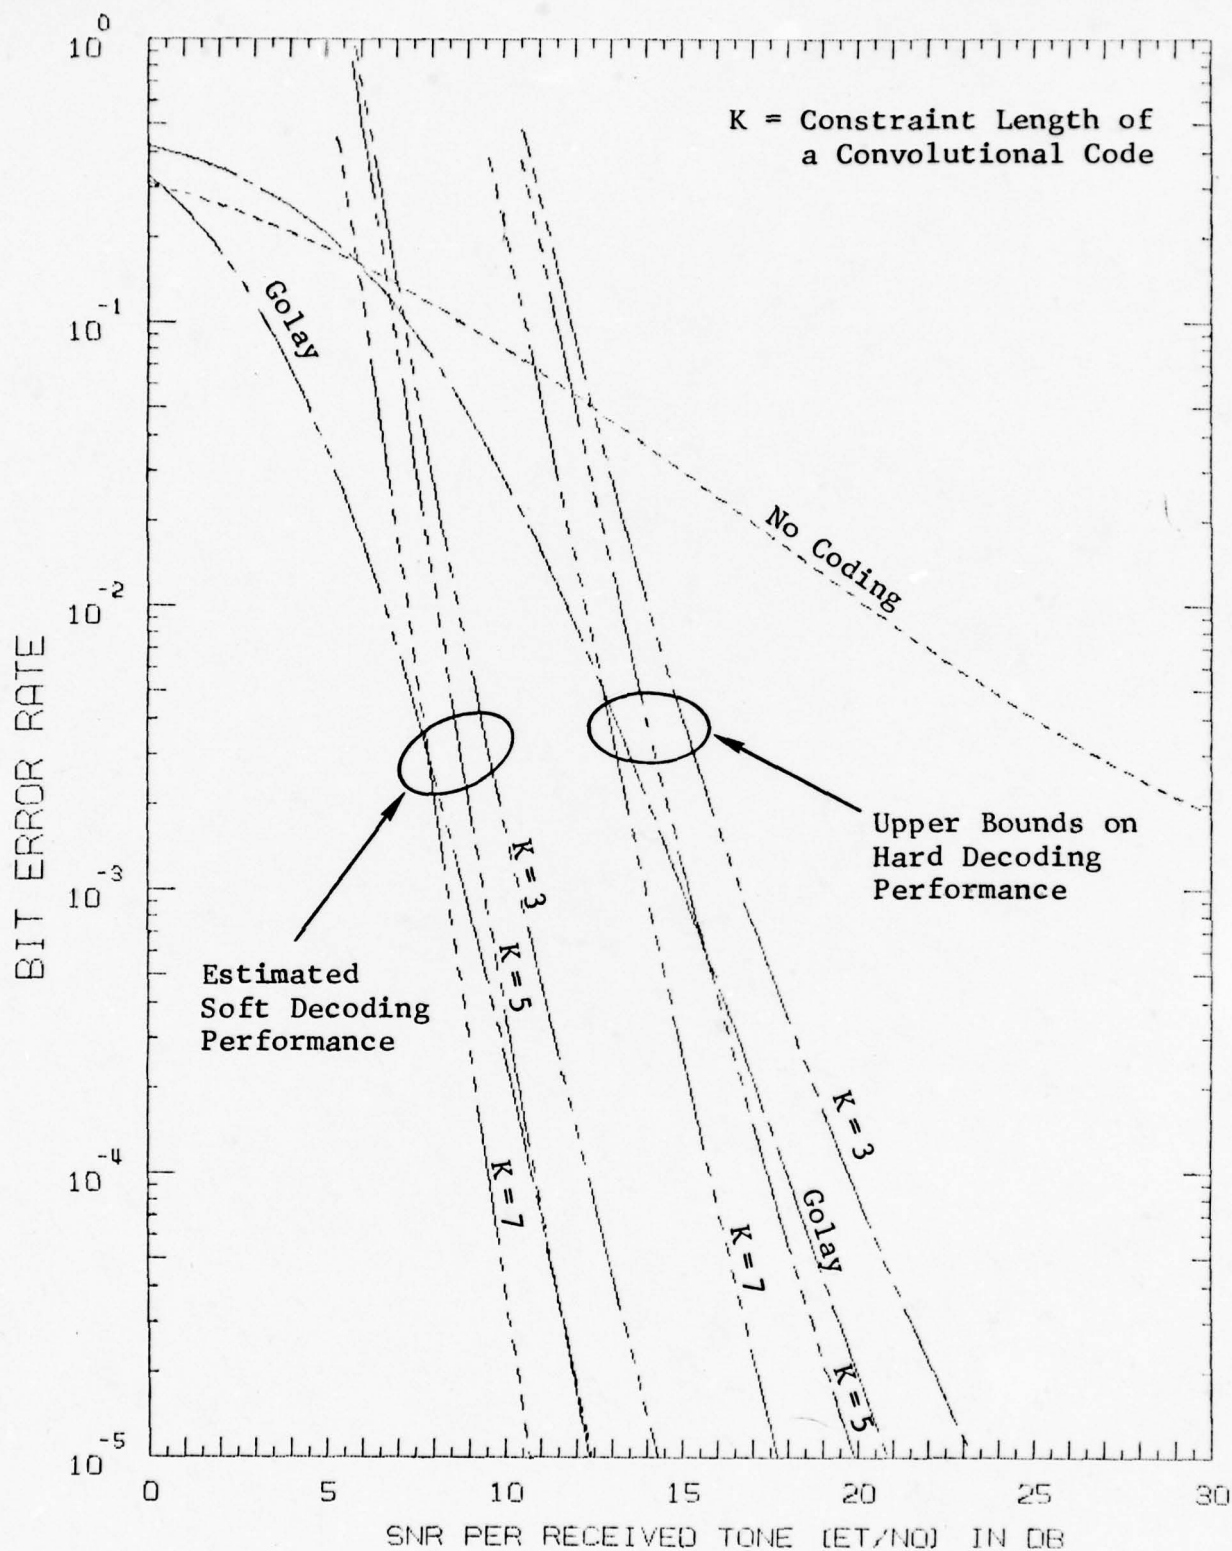 10^0
K = Constraint Length of
a Convolutional Code
Golay
10^-1
No Coding
10^-2
BIT ERROR RATE
Upper Bounds on
Hard Decoding
Performance
K = 3
10^-3
K = 5
Estimated
Soft Decoding
Performance
K = 3
10^-4
K = 7
Golay
K = 7
K = 5
10^-5
0 5 10 15 20 25 30
SNR PER RECEIVED TONE [ET/NO] IN DB